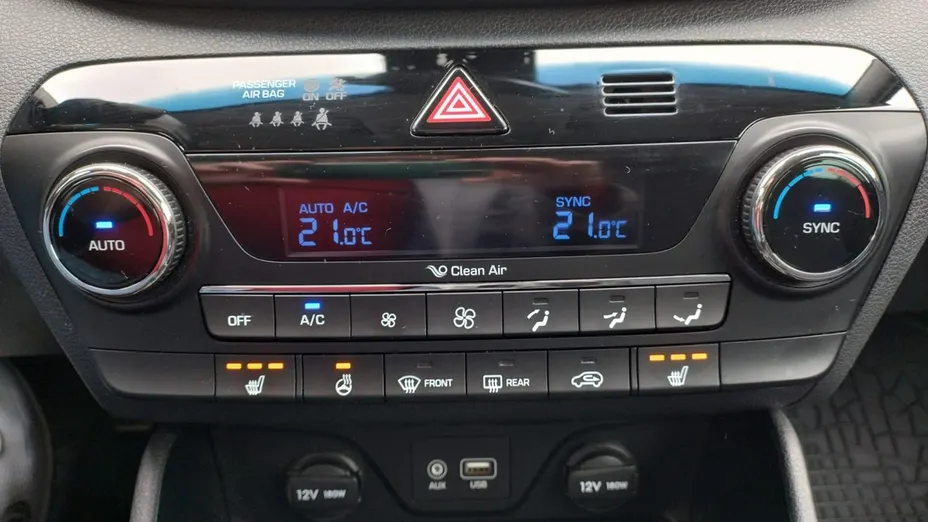 PASSENGER
AIR BAG ON OFF
AUTO A/C
21.0°C
SYNC
21.0°C
AUTO
SYNC
Clean Air
OFF
A/C
FRONT
REAR
12V 180W
AUX
USB
12V 180W